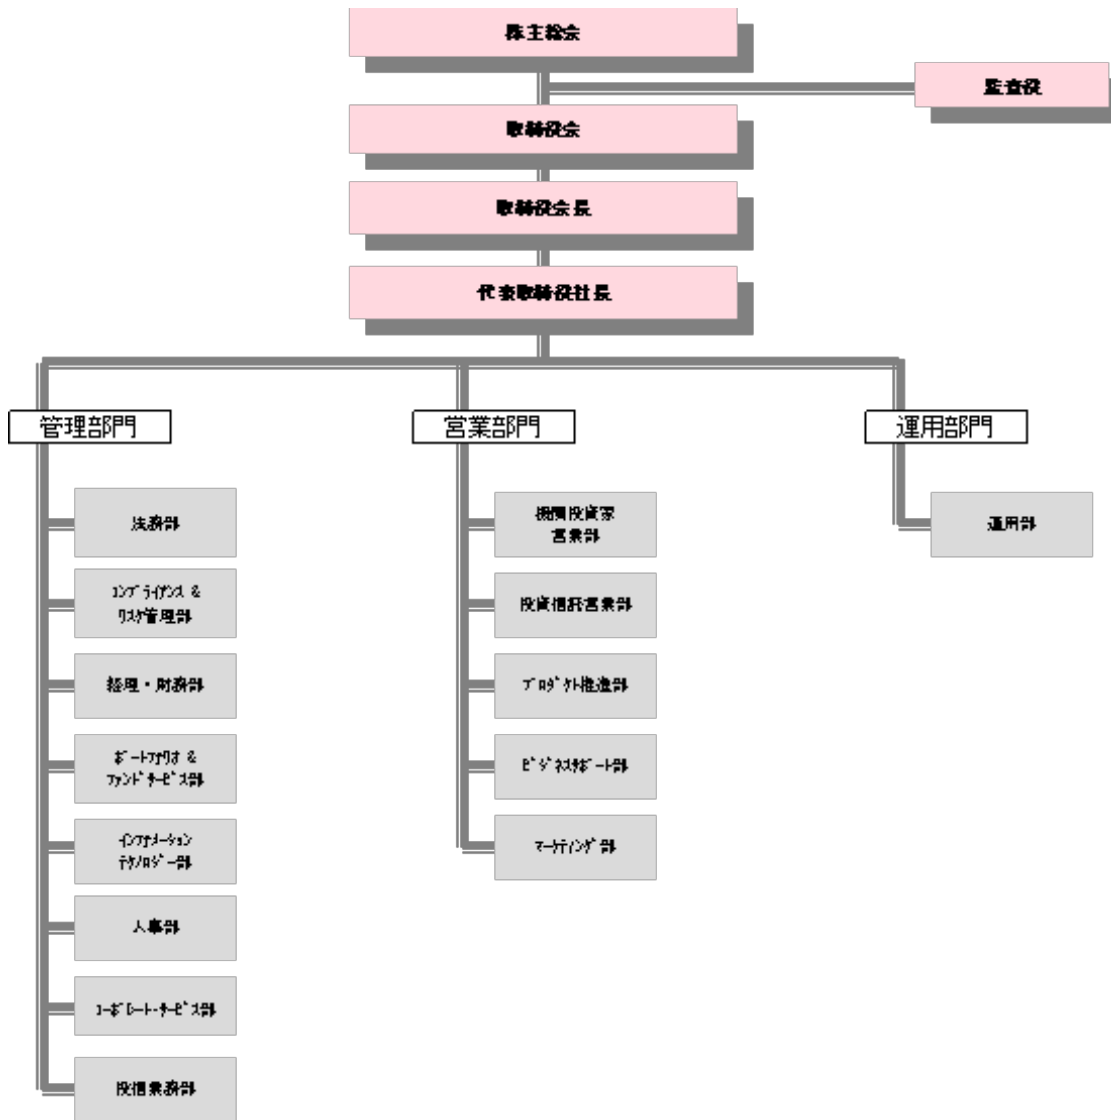 株主総会
監査役
取締役会
取締役会長
代表取締役社長
管理部門
営業部門
運用部門
法務部
ｺﾝﾌﾟﾗｲｱﾝｽ &
ﾘｽｸ管理部
経理・財務部
ﾎﾟｰﾄﾌｫﾘｵ &
ﾌｧﾝﾄﾞｻｰﾋﾞｽ部
ｲﾝﾌｫﾒｰｼｮﾝ
ﾃｸﾉﾛｼﾞｰ部
人事部
ｺｰﾎﾟﾚｰﾄ･ｻｰﾋﾞｽ部
投信業務部
機関投資家
営業部
投資信託営業部
ﾌﾟﾛﾀﾞｸﾄ推進部
ﾋﾞｼﾞﾈｽｻﾎﾟｰﾄ部
ﾏｰｹﾃｨﾝｸﾞ部
運用部